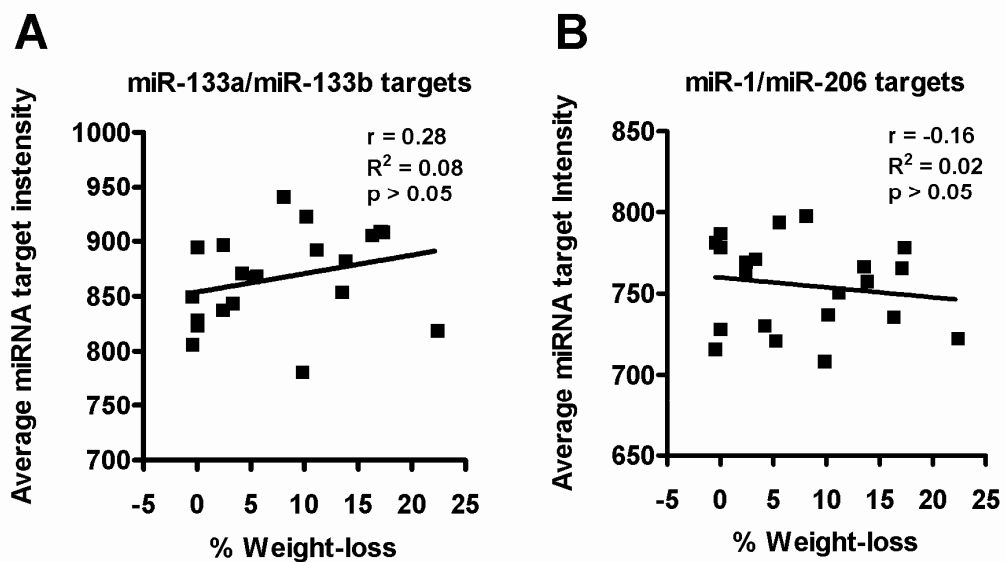 A
miR-133a/miR-133b targets
Average miRNA target instensity
r = 0.28
R² = 0.08
p > 0.05
1000
950
900
850
800
750
700
-5 0 5 10 15 20 25
% Weight-loss
B
miR-1/miR-206 targets
Average miRNA target Intensity
r = -0.16
R² = 0.02
p > 0.05
850
800
750
700
650
-5 0 5 10 15 20 25
% Weight-loss